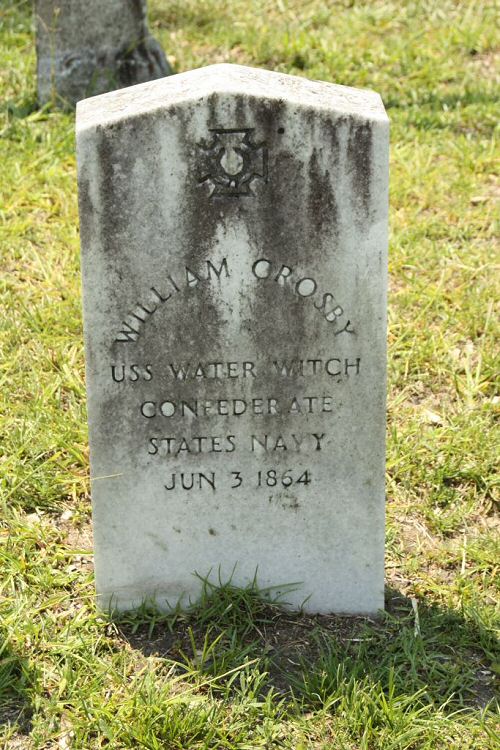 WILLIAM CROSBY
USS WATER WITCH
CONFEDERATE
STATES NAVY
JUN 3 1864